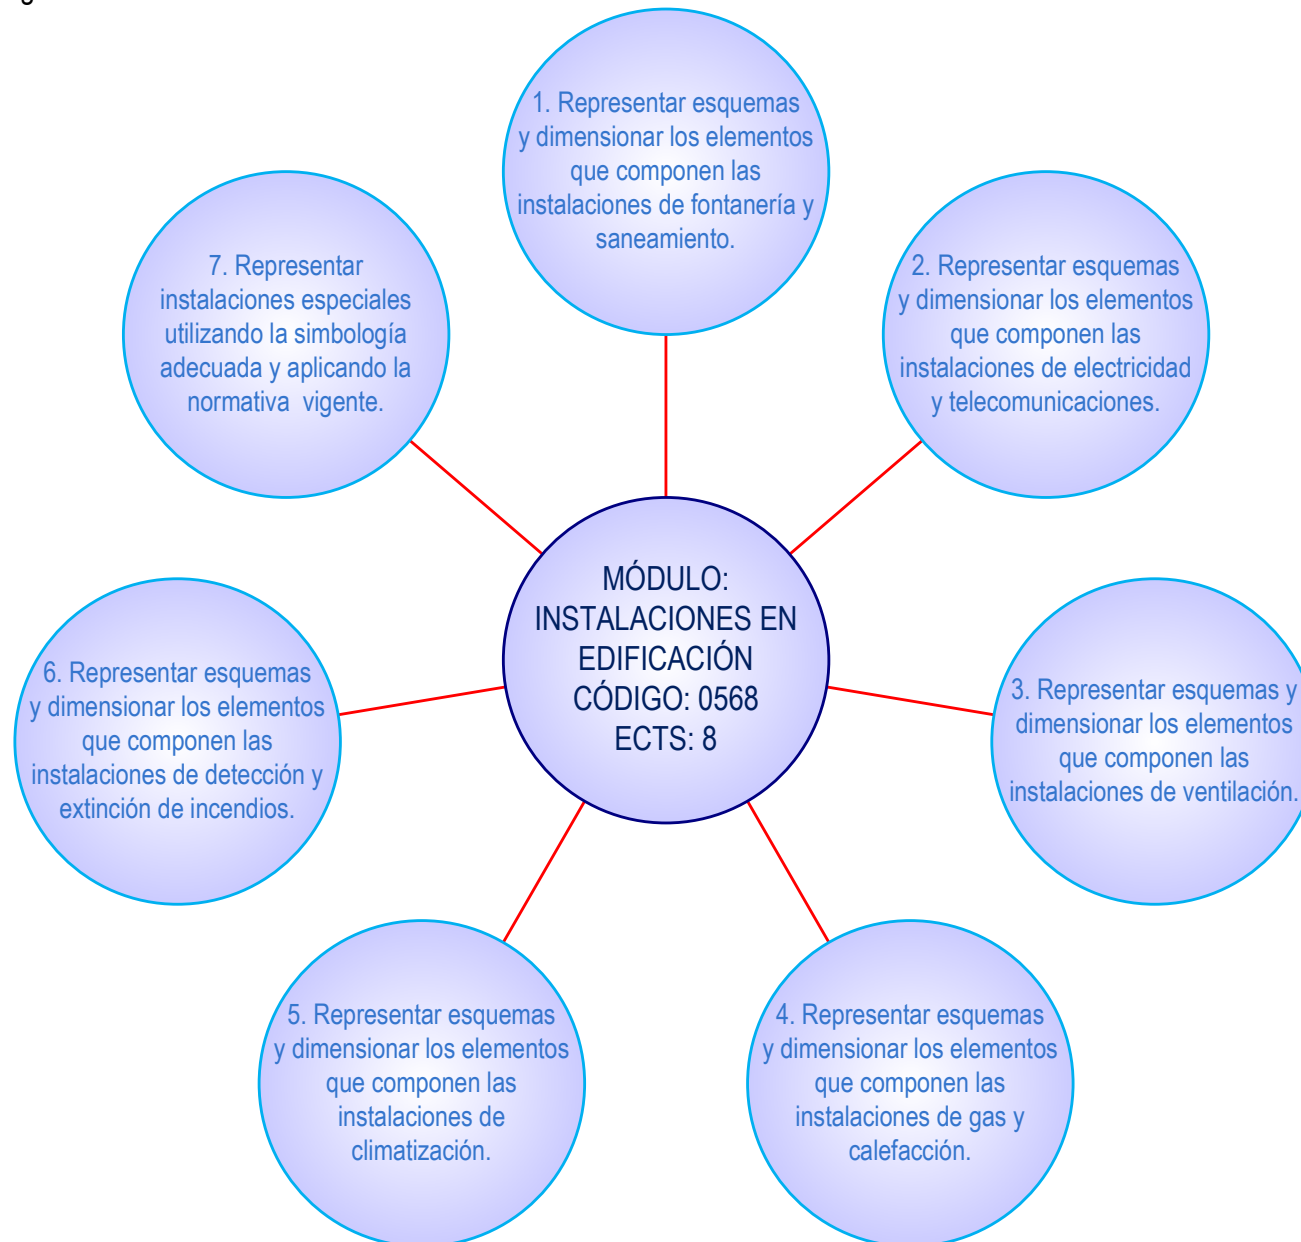 MÓDULO:
INSTALACIONES EN
EDIFICACIÓN
CÓDIGO: 0568
ECTS: 8
1. Representar esquemas
y dimensionar los elementos
que componen las
instalaciones de fontanería y
saneamiento.
2. Representar esquemas
y dimensionar los elementos
que componen las
instalaciones de electricidad
y telecomunicaciones.
3. Representar esquemas y
dimensionar los elementos
que componen las
instalaciones de ventilación.
4. Representar esquemas
y dimensionar los elementos
que componen las
instalaciones de gas y
calefacción.
5. Representar esquemas
y dimensionar los elementos
que componen las
instalaciones de
climatización.
6. Representar esquemas
y dimensionar los elementos
que componen las
instalaciones de detección y
extinción de incendios.
7. Representar
instalaciones especiales
utilizando la simbología
adecuada y aplicando la
normativa  vigente.